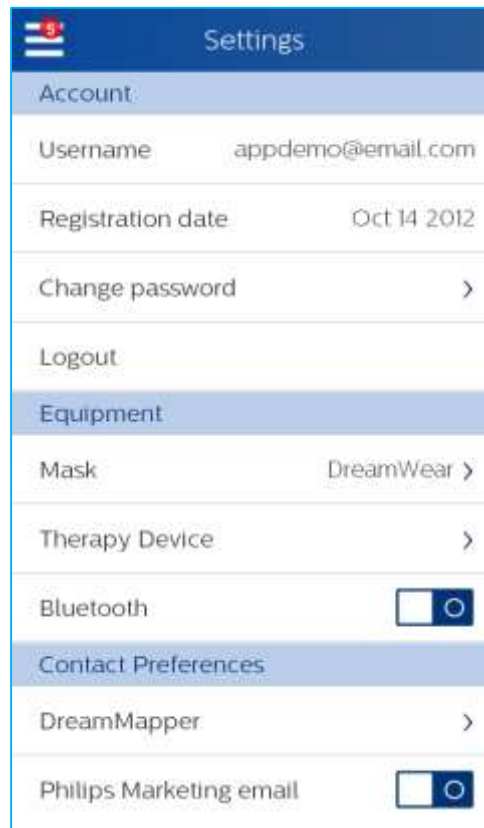 5
Settings
Account
Username appdemo@email.com
Registration date Oct 14 2012
Change password
Logout
Equipment
Mask DreamWear
Therapy Device
Bluetooth
Contact Preferences
DreamMapper
Philips Marketing email